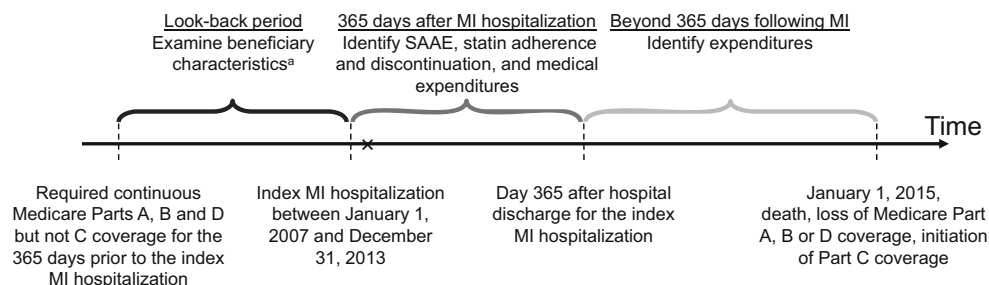 Look-back period
Examine beneficiary
characteristicsᵃ
365 days after MI hospitalization
Identify SAAE, statin adherence
and discontinuation, and medical
expenditures
Beyond 365 days following MI
Identify expenditures
Time
Required continuous
Medicare Parts A, B and D
but not C coverage for the
365 days prior to the index
MI hospitalization
Index MI hospitalization
between January 1,
2007 and December
31, 2013
Day 365 after hospital
discharge for the index
MI hospitalization
January 1, 2015,
death, loss of Medicare Part
A, B or D coverage, initiation
of Part C coverage